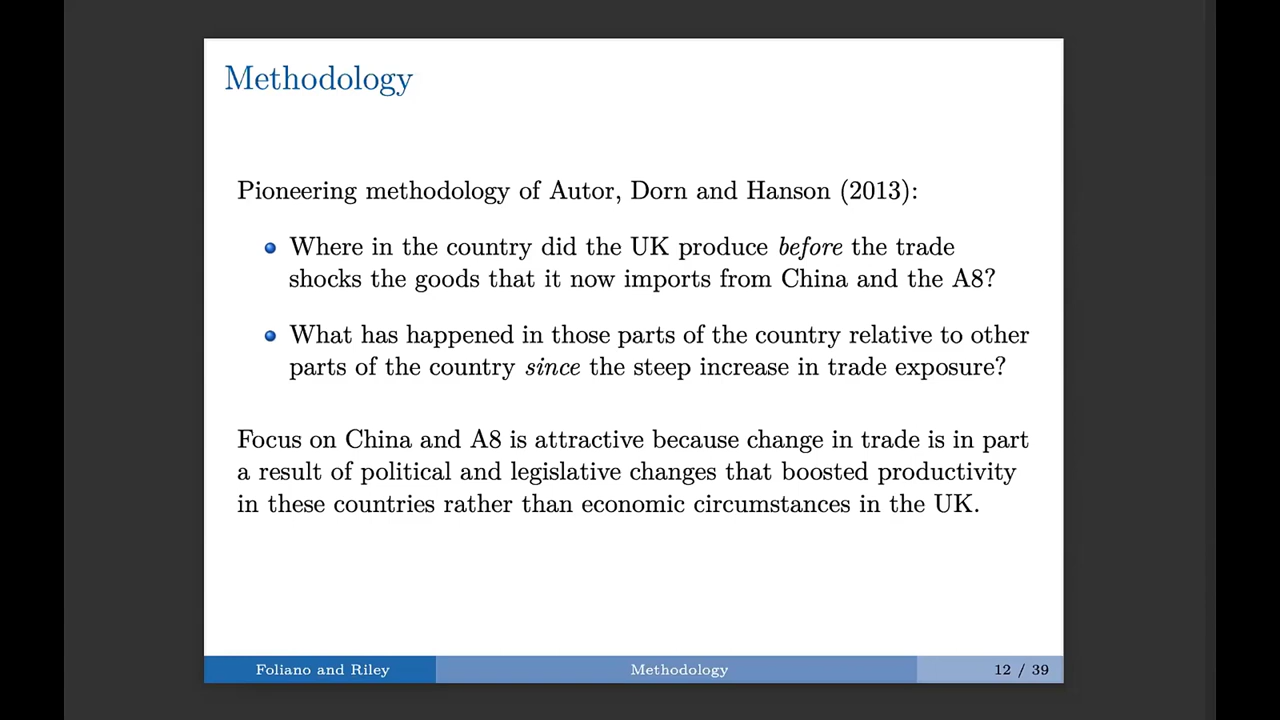 Methodology
Pioneering methodology of Autor, Dorn and Hanson (2013):
Where in the country did the UK produce before the trade
shocks the goods that it now imports from China and the A8?
What has happened in those parts of the country relative to other
parts of the country since the steep increase in trade exposure?
Focus on China and A8 is attractive because change in trade is in part
a result of political and legislative changes that boosted productivity
in these countries rather than economic circumstances in the UK.
Foliano and Riley
Methodology
12 / 39